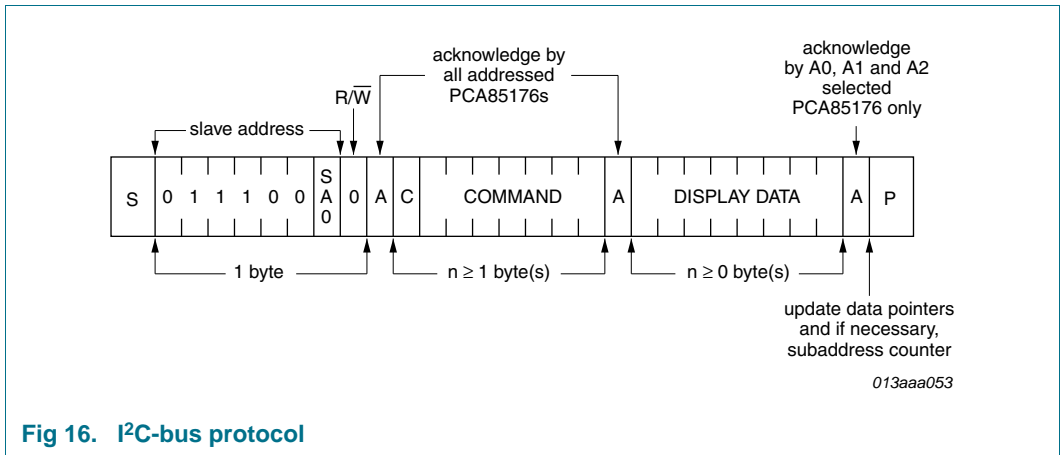 acknowledge by
all addressed
PCA85176s
acknowledge
by A0, A1 and A2
selected
PCA85176 only
R/W̅
slave address
S 0 1 1 1 0 0 SA0 0 A C COMMAND A DISPLAY DATA A P
1 byte
n ≥ 1 byte(s)
n ≥ 0 byte(s)
update data pointers
and if necessary,
subaddress counter
013aaa053
Fig 16. I²C-bus protocol